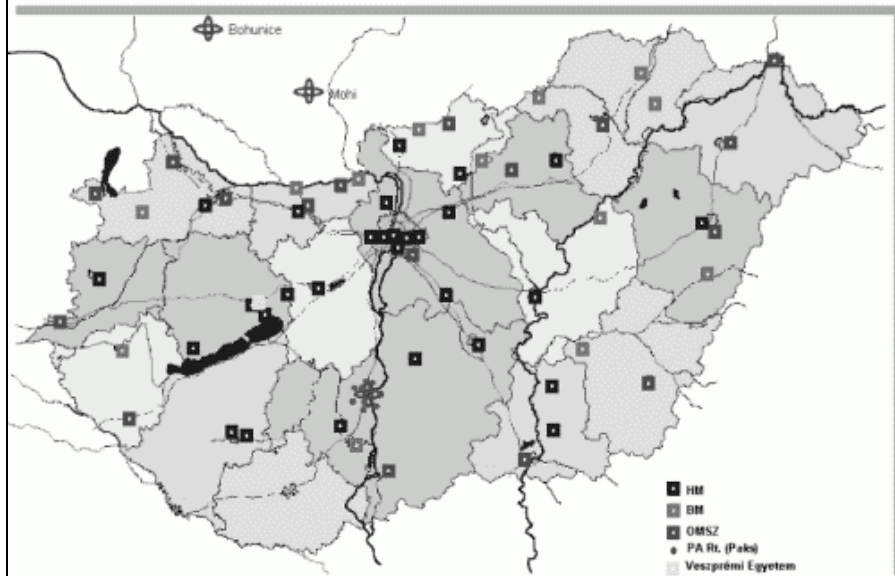 Bohunice
Mohi
HM
BM
OMSZ
PA Rt. (Paks)
Veszprémi Egyetem